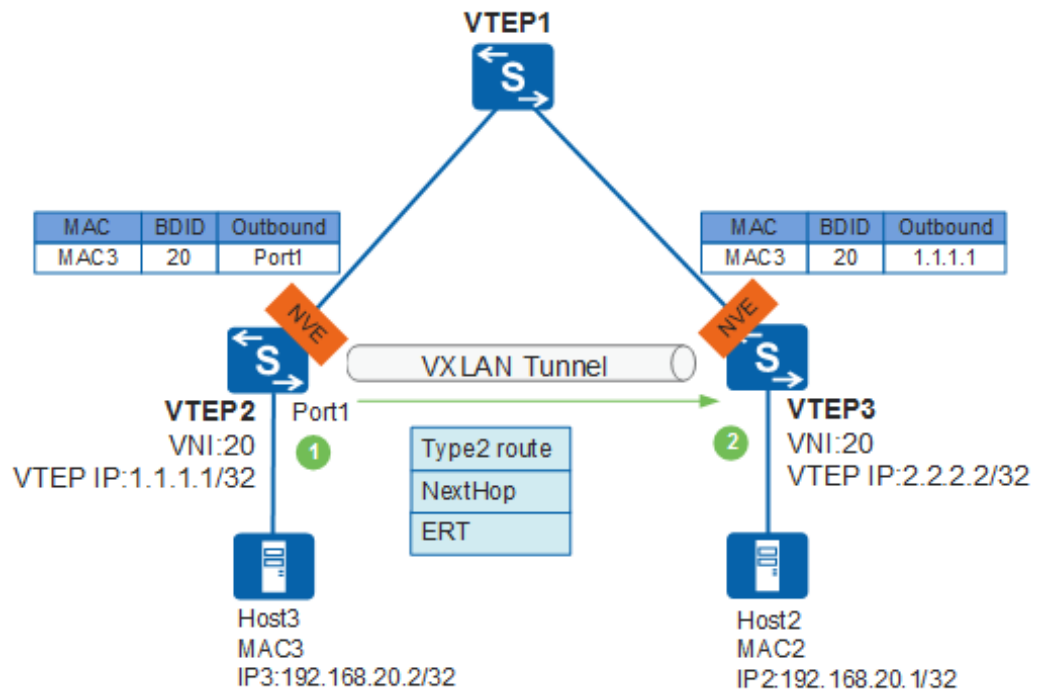 VTEP1
S
MAC BDID Outbound
MAC3 20 Port1
MAC BDID Outbound
MAC3 20 1.1.1.1
NVE
NVE
S
VXLAN Tunnel
S
VTEP2 Port1
VNI:20
VTEP IP:1.1.1.1/32
1
Type2 route
NextHop
ERT
2
VTEP3
VNI:20
VTEP IP:2.2.2.2/32
Host3
MAC3
IP3:192.168.20.2/32
Host2
MAC2
IP2:192.168.20.1/32